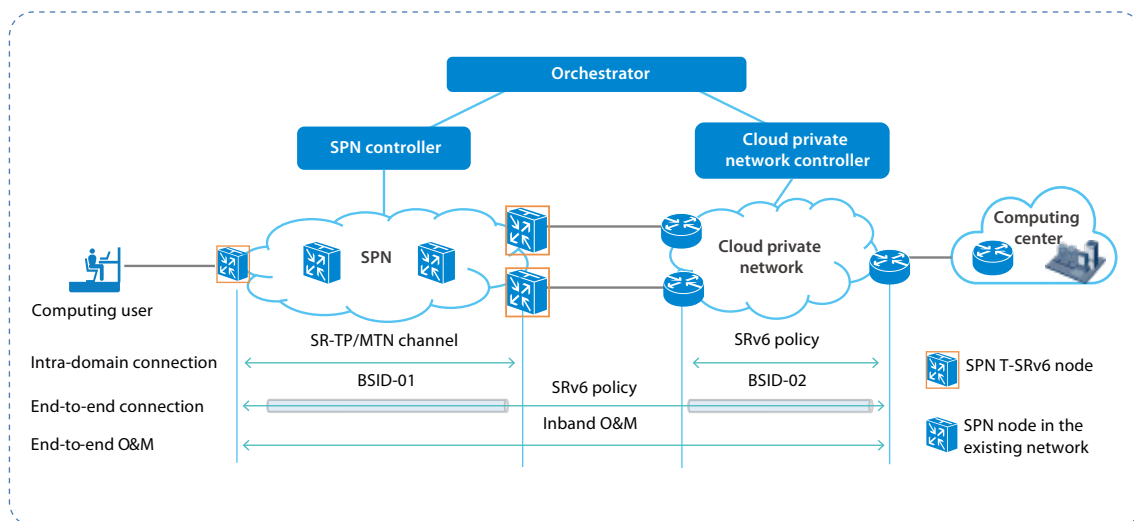 Orchestrator
SPN controller
Cloud private
network controller
SPN
Cloud private
network
Computing
center
Computing user
SR-TP/MTN channel
SRv6 policy
Intra-domain connection
SPN T-SRv6 node
BSID-01
SRv6 policy
BSID-02
End-to-end connection
Inband O&M
End-to-end O&M
SPN node in the
existing network